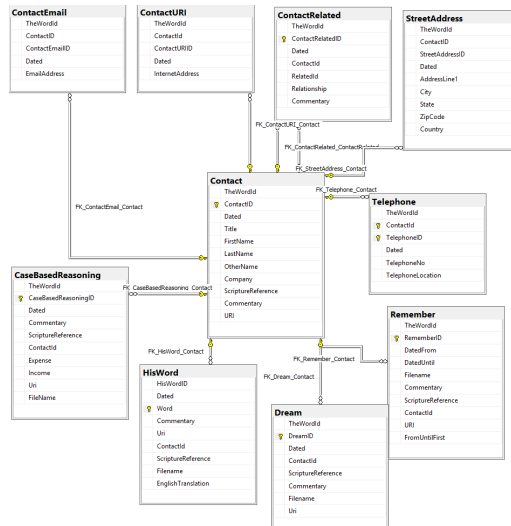 ContactEmail
TheWordId
ContactID
ContactEmailID
Dated
EmailAddress
ContactURI
TheWordId
ContactId
ContactURIID
Dated
InternetAddress
ContactRelated
TheWordId
ContactRelatedID
Dated
ContactId
RelatedId
Relationship
Commentary
StreetAddress
TheWordId
ContactID
StreetAddressID
Dated
AddressLine1
City
State
ZipCode
Country
FK_ContactURI_Contact
FK_ContactRelated_ContactRelated
FK_StreetAddress_Contact
FK_Telephone_Contact
FK_ContactEmail_Contact
Contact
TheWordId
ContactID
Dated
Title
FirstName
LastName
OtherName
Company
ScriptureReference
Commentary
URI
Telephone
TheWordId
ContactId
TelephoneID
Dated
TelephoneNo
TelephoneLocation
CaseBasedReasoning
TheWordId
CaseBasedReasoningID
Dated
Commentary
ScriptureReference
ContactId
Expense
Income
Uri
FileName
FK_CaseBasedReasoning_Contact
Remember
TheWordId
RememberID
DatedFrom
DatedUntil
Filename
Commentary
ScriptureReference
ContactId
URI
FromUntilFirst
FK_HisWord_Contact
FK_Remember_Contact
FK_Dream_Contact
HisWord
HisWordID
Dated
Word
Commentary
Uri
ContactId
ScriptureReference
Filename
EnglishTranslation
Dream
TheWordId
DreamID
Dated
ContactId
ScriptureReference
Commentary
Filename
Uri